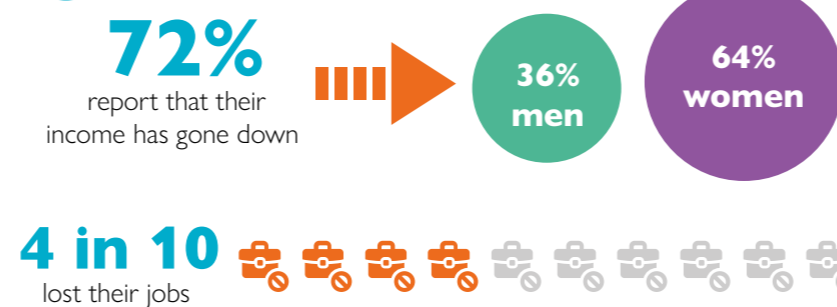 72%
report that their
income has gone down
36%
men
64%
women
4 in 10
lost their jobs